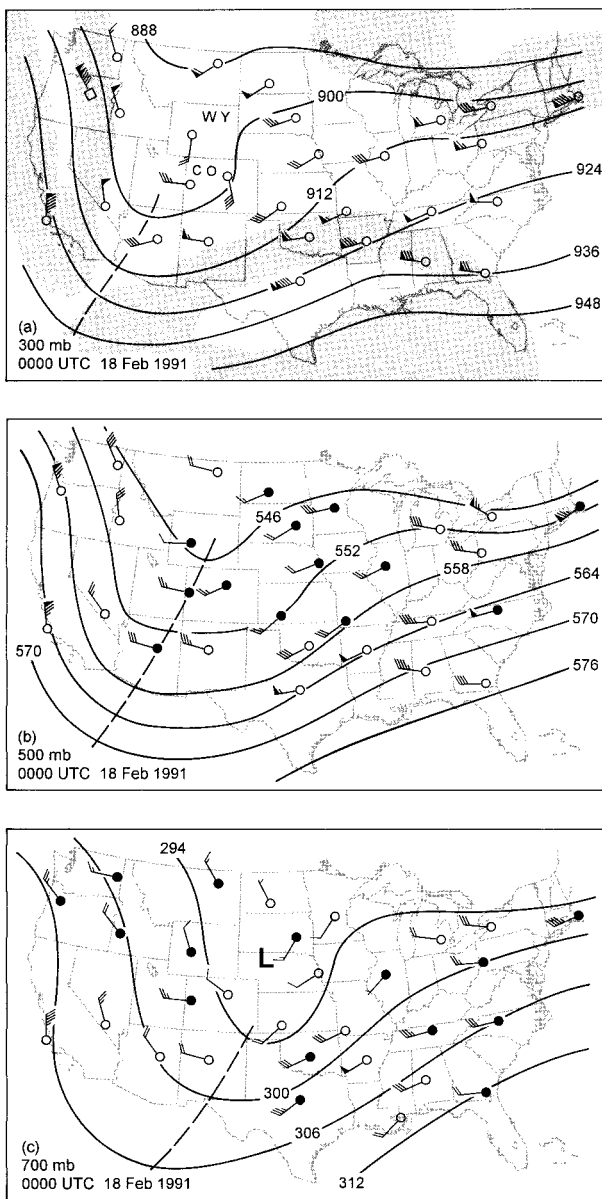 888
WY
900
CO
912
924
936
948
(a)
300 mb
0000 UTC 18 Feb 1991
546
552
558
564
570
570
576
(b)
500 mb
0000 UTC 18 Feb 1991
294
L
300
306
312
(c)
700 mb
0000 UTC 18 Feb 1991